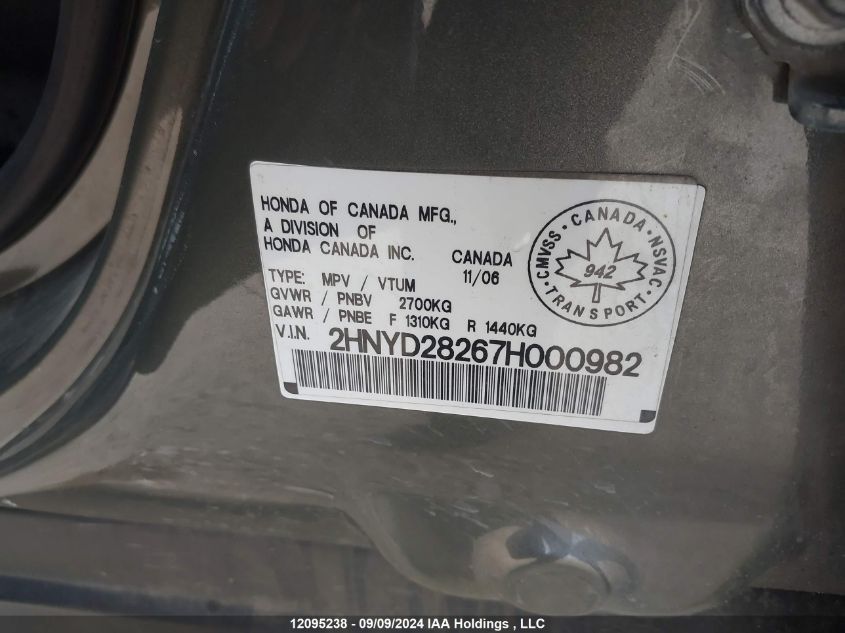 HONDA OF CANADA MFG.,
A DIVISION OF
HONDA CANADA INC. CANADA
11/06
TYPE: MPV / VTUM
GVWR / PNBV 2700KG
GAWR / PNBE F 1310KG R 1440KG
V.I.N. 2HNYD28267H000982
CMVSS · CANADA · NSVAC
942
TRANSPORT
12095238 - 09/09/2024 IAA Holdings , LLC